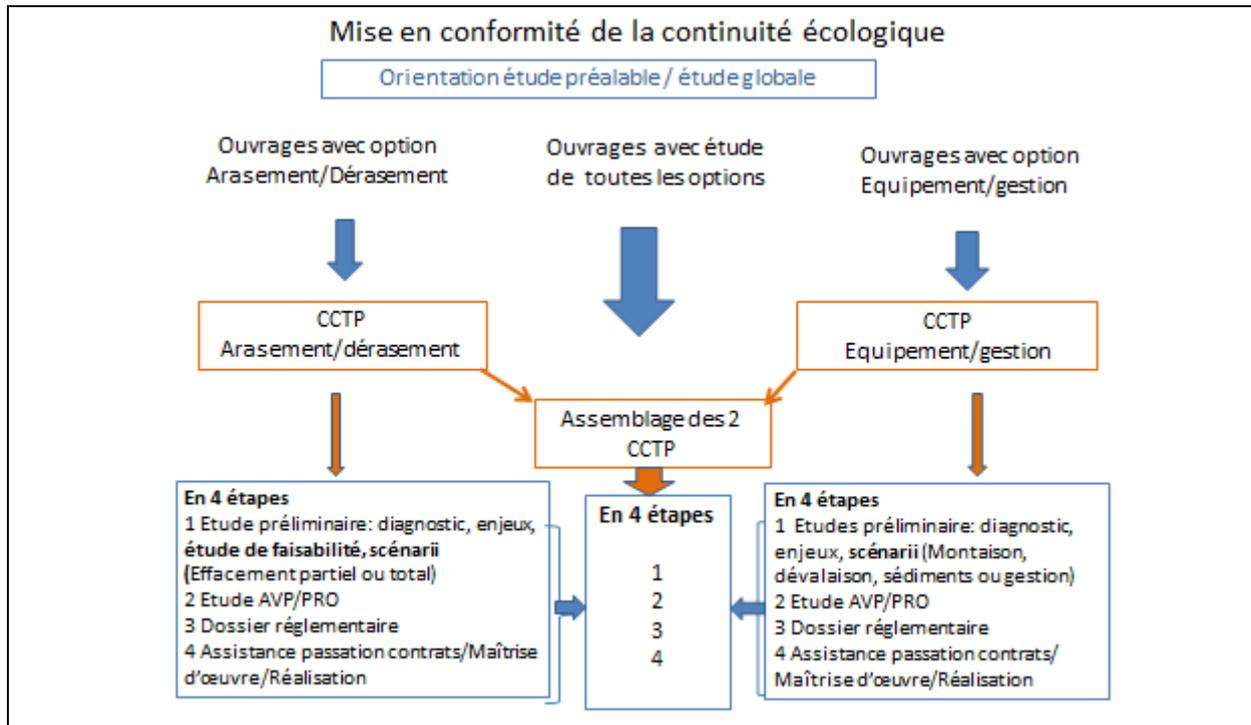 Mise en conformité de la continuité écologique
Orientation étude préalable / étude globale
Ouvrages avec option
Arasement/Dérasement
Ouvrages avec étude
de toutes les options
Ouvrages avec option
Equipement/gestion
CCTP
Arasement/dérasement
CCTP
Equipement/gestion
Assemblage des 2
CCTP
En 4 étapes
1 Etude préliminaire: diagnostic, enjeux,
étude de faisabilité, scénarii
(Effacement partiel ou total)
2 Etude AVP/PRO
3 Dossier réglementaire
4 Assistance passation contrats/Maîtrise
d'œuvre/Réalisation
En 4 étapes
1
2
3
4
En 4 étapes
1 Etudes préliminaire: diagnostic,
enjeux, scénarii (Montaison,
dévalaison, sédiments ou gestion)
2 Etude AVP/PRO
3 Dossier réglementaire
4 Assistance passation contrats/
Maîtrise d'œuvre/Réalisation